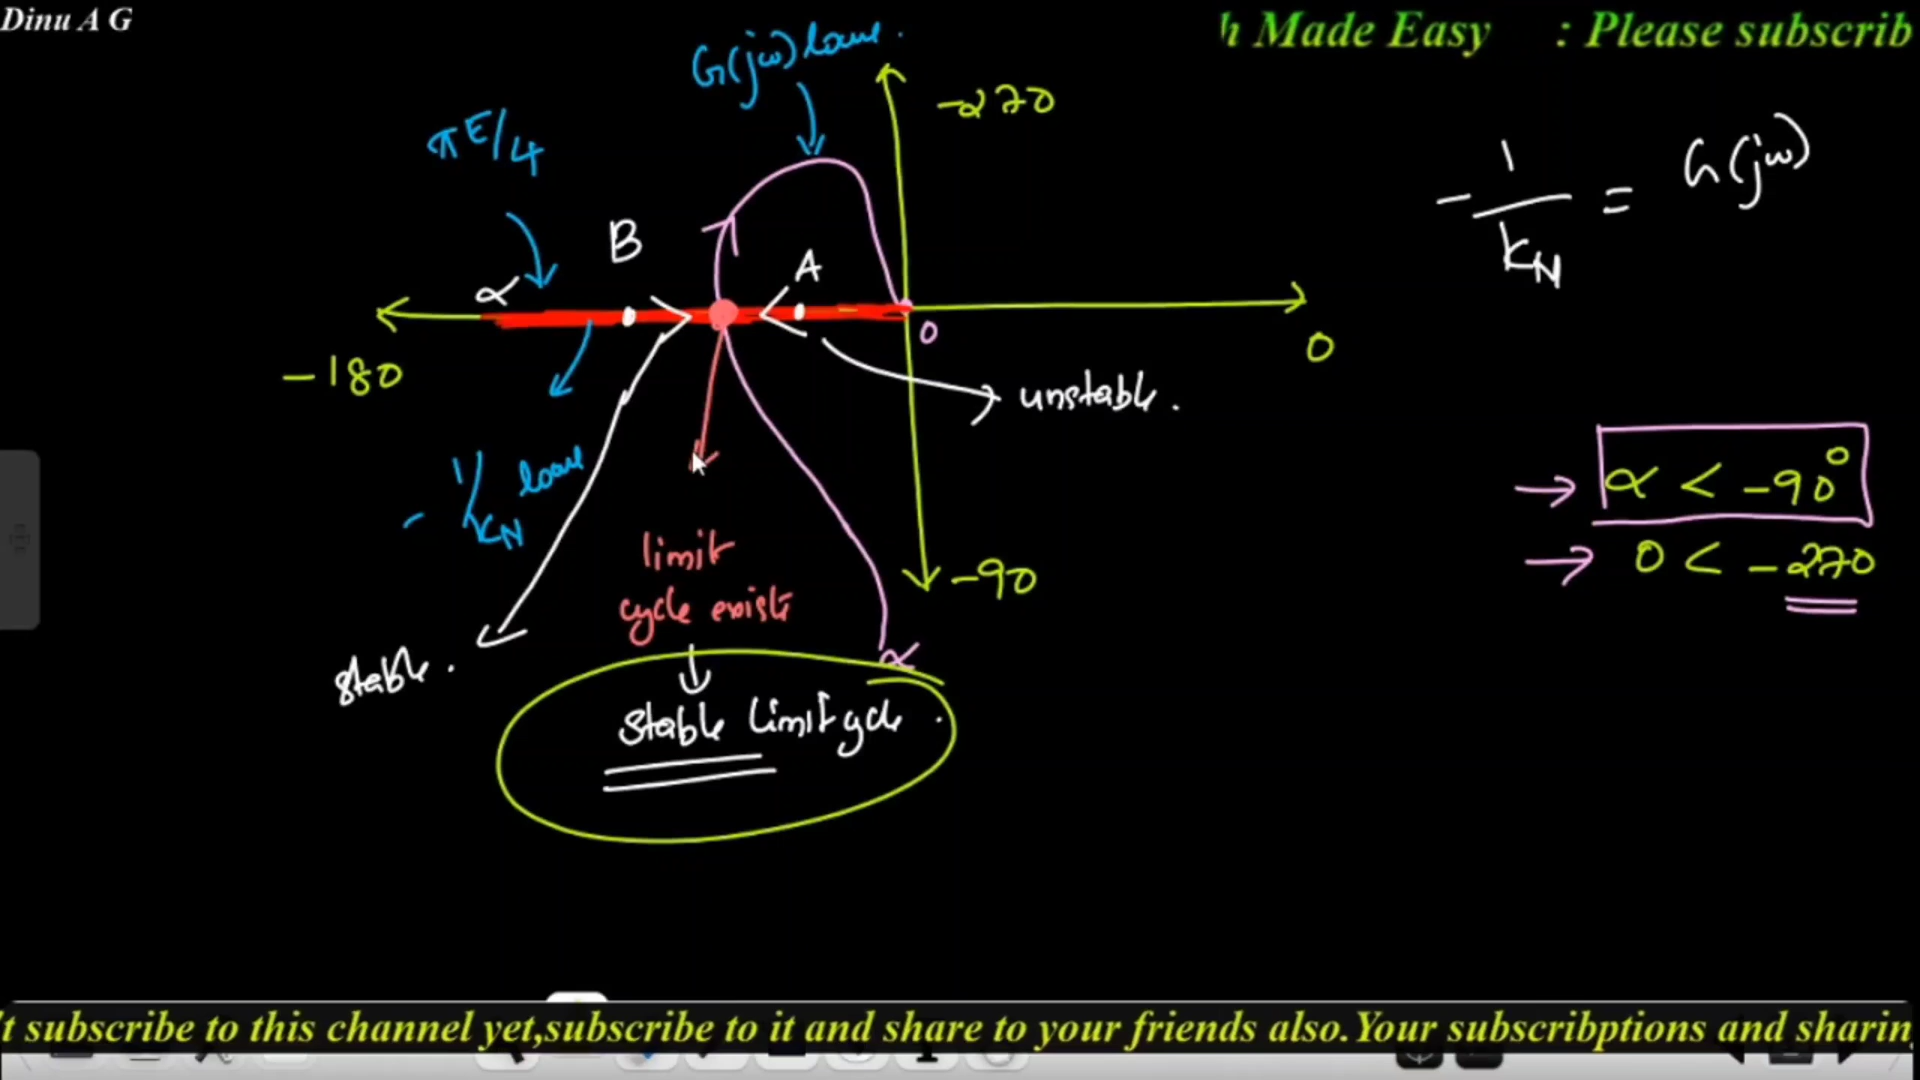 Dinu A G
h Made Easy : Please subscrib
G(jω) locus.
-270
πE/4
-1/KN = G(jω)
B
A
α
0
-180
0
unstable.
-1/KN locus
α < -90°
0 < -270
limit
cycle exists
-90
α
stable.
stable limit cycle.
't subscribe to this channel yet,subscribe to it and share to your friends also.Your subscribptions and sharin